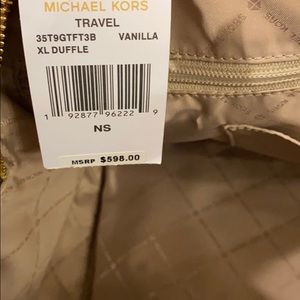 MICHAEL KORS
TRAVEL
35T9GTFT3B VANILLA
XL DUFFLE
1 92877 96222 9
NS
MSRP $598.00